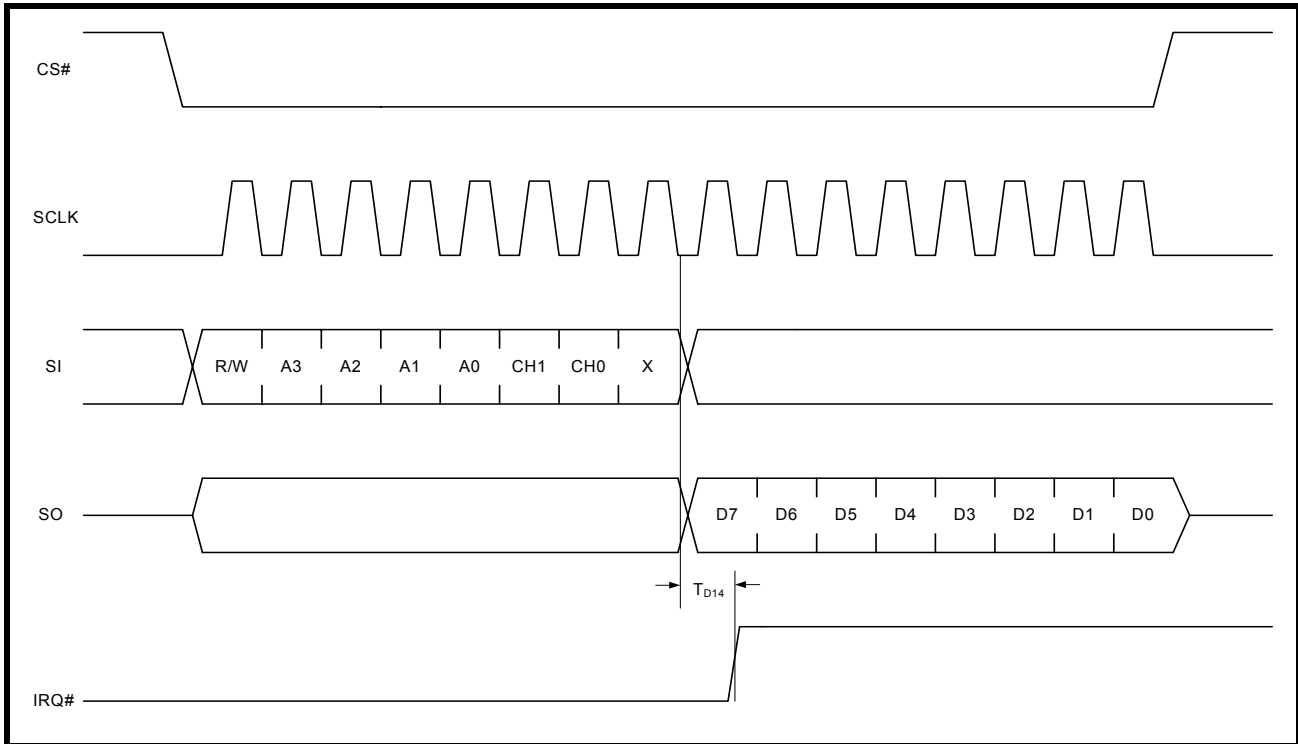 CS#
SCLK
SI
R/W A3 A2 A1 A0 CH1 CH0 X
SO
D7 D6 D5 D4 D3 D2 D1 D0
TD14
IRQ#